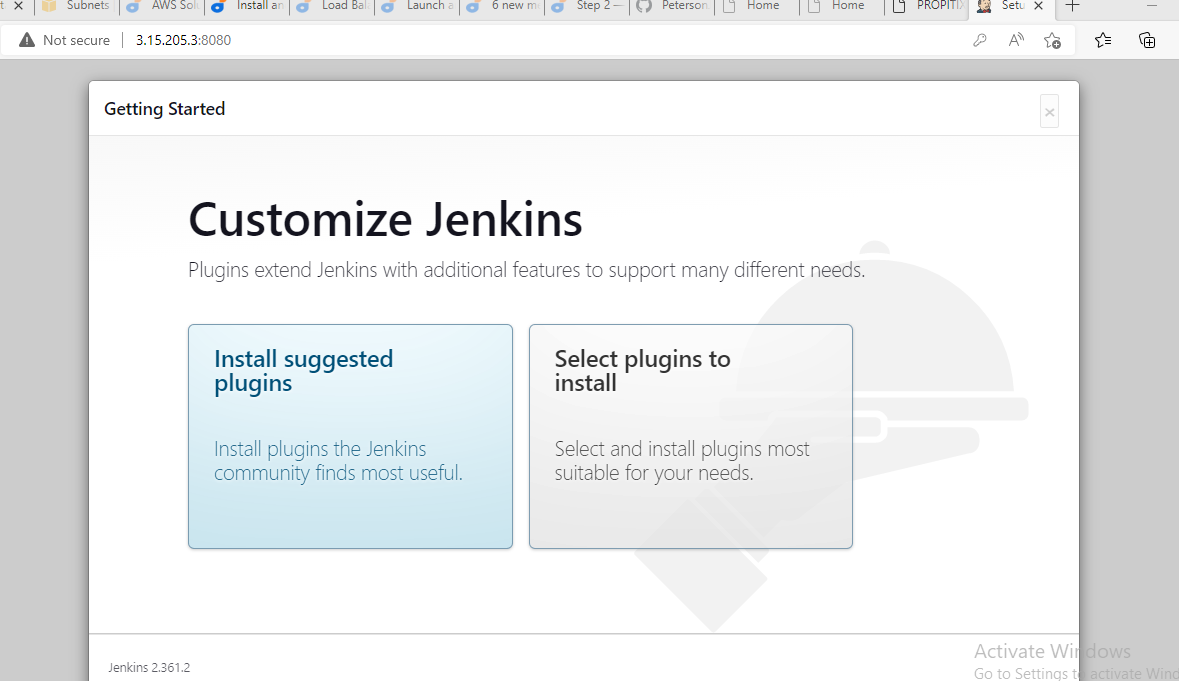 t
Subnets
AWS Sol
Install an
Load Bal
Launch a
6 new m
Step 2 —
Peterson
Home
Home
PROPITIX
Setu
Not secure
3.15.205.3:8080
Getting Started
Customize Jenkins
Plugins extend Jenkins with additional features to support many different needs.
Install suggested
plugins
Install plugins the Jenkins
community finds most useful.
Select plugins to
install
Select and install plugins most
suitable for your needs.
Jenkins 2.361.2
Activate Windows
Go to Settings to activate Wind